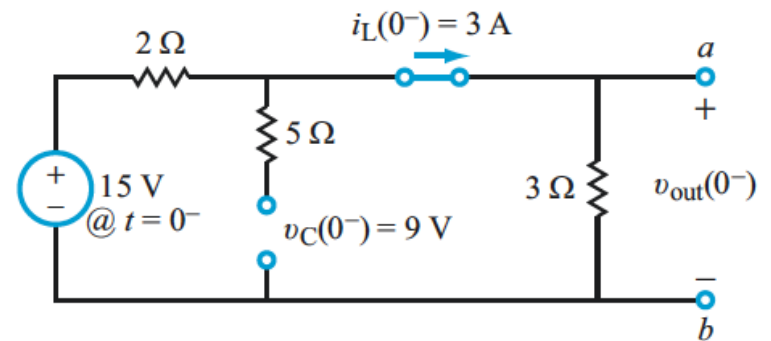 i_L(0⁻) = 3 A
2 Ω
a
+
5 Ω
+
−
15 V
@ t = 0⁻
3 Ω
v_out(0⁻)
v_C(0⁻) = 9 V
−
b